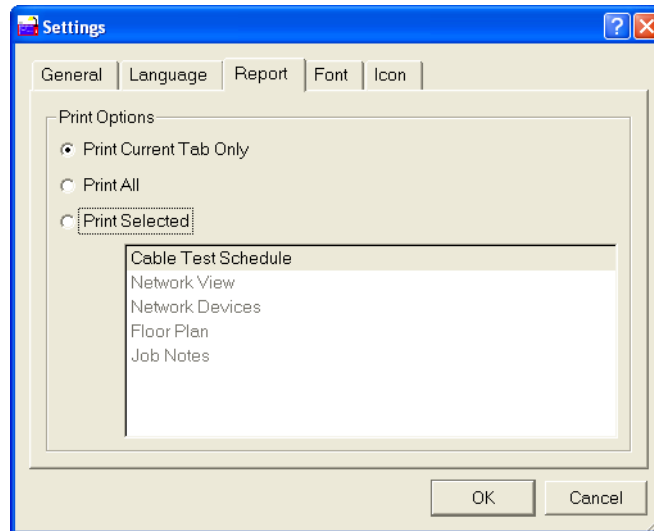 Settings
General Language Report Font Icon
Print Options
Print Current Tab Only
Print All
Print Selected
Cable Test Schedule
Network View
Network Devices
Floor Plan
Job Notes
OK Cancel